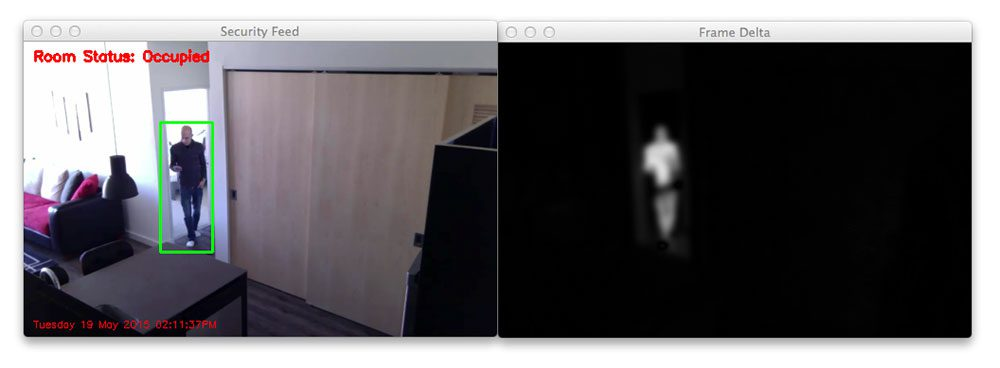 Security Feed
Frame Delta
Room Status: Occupied
Tuesday 19 May 2015 02:11:37PM